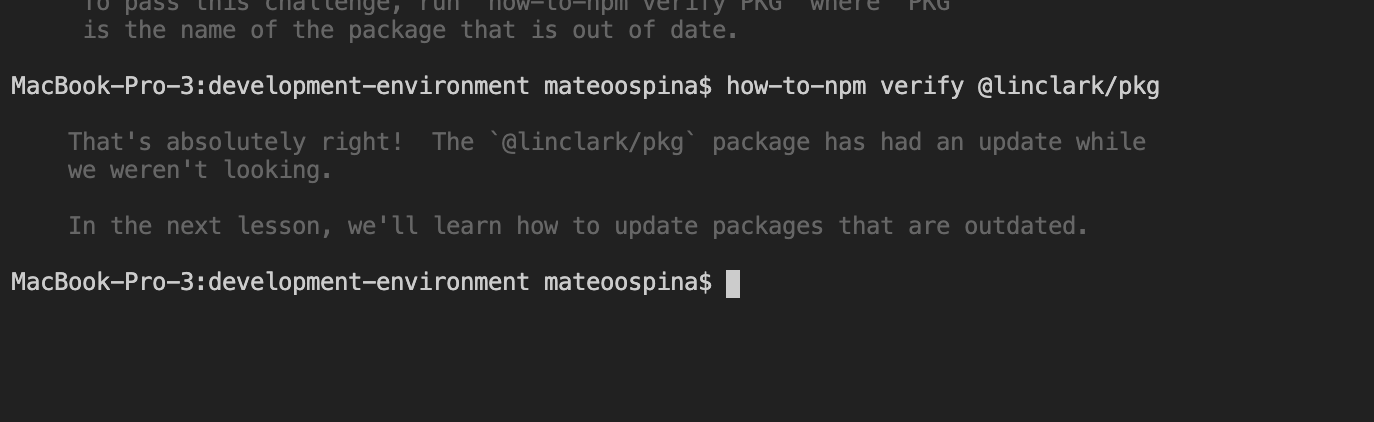 To pass this challenge, run `how-to-npm verify PKG` where `PKG`
is the name of the package that is out of date.
MacBook-Pro-3:development-environment mateoospina$ how-to-npm verify @linclark/pkg
That's absolutely right! The `@linclark/pkg` package has had an update while
we weren't looking.
In the next lesson, we'll learn how to update packages that are outdated.
MacBook-Pro-3:development-environment mateoospina$